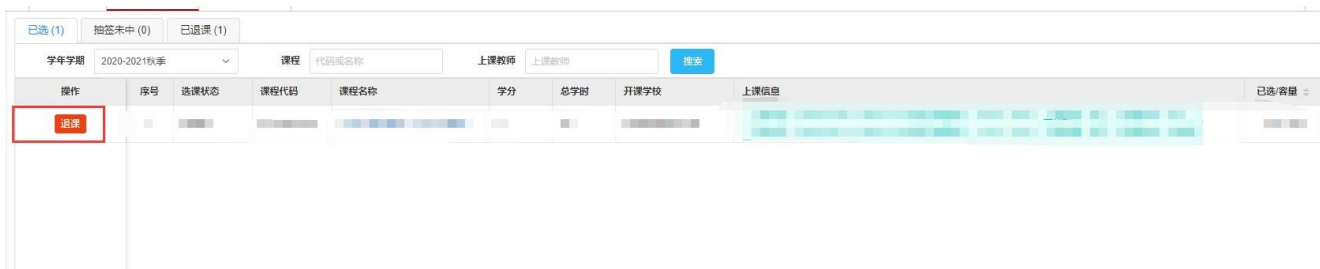 已选 (1) 抽签未中 (0) 已退课 (1)
学年学期 2020-2021秋季 课程 代码或名称 上课教师 上课教师 搜索
操作 序号 选课状态 课程代码 课程名称 学分 总学时 开课学校 上课信息 已选/容量
退课